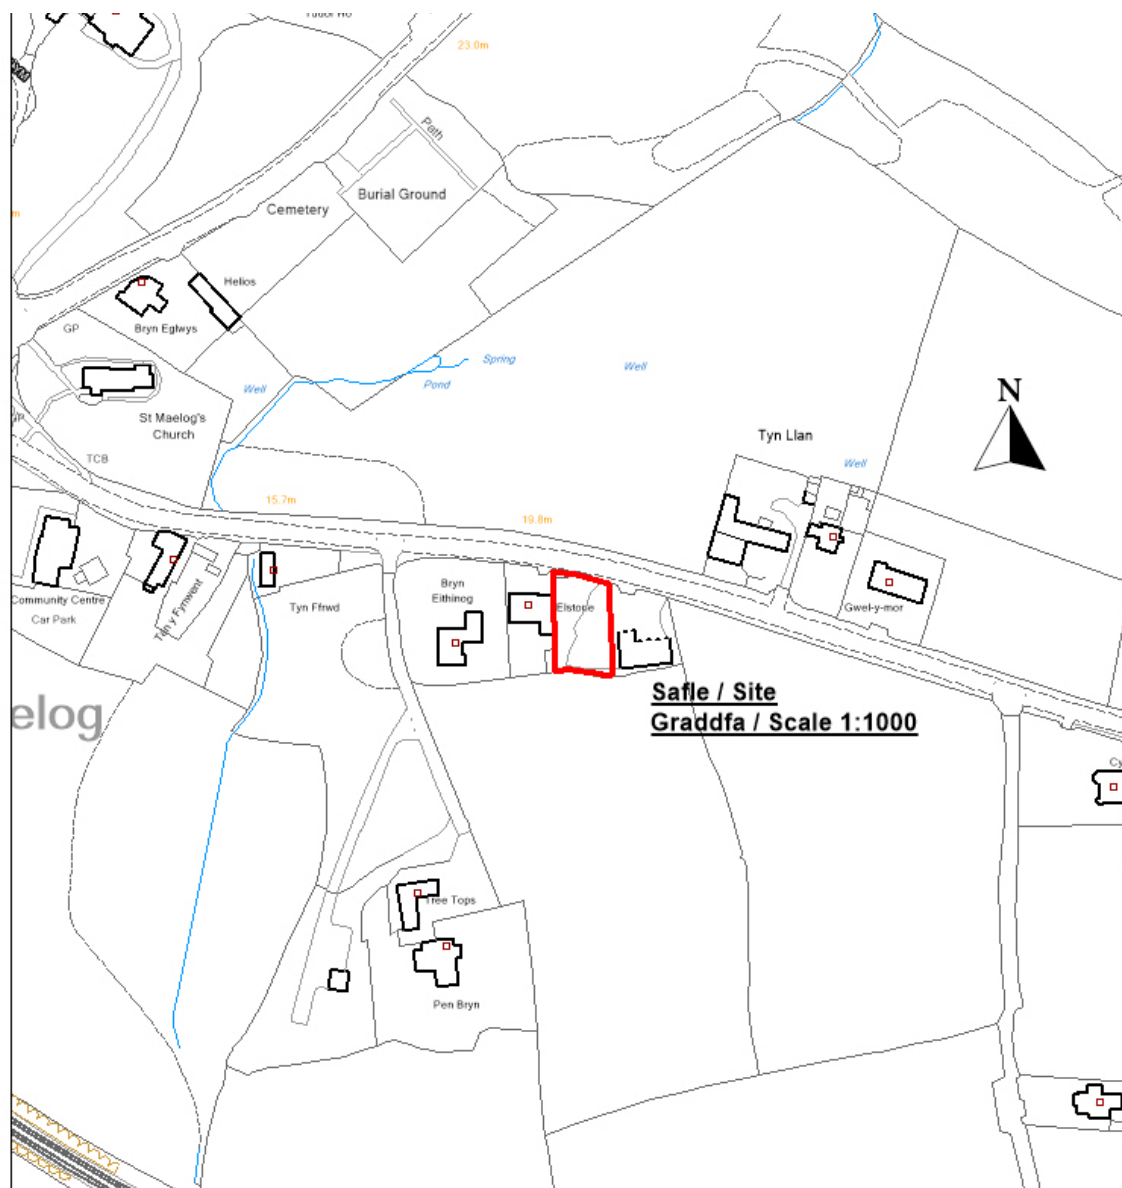 Tudor Ho
23.0m
Path
Burial Ground
Cemetery
m
Helios
Bryn Eglwys
GP
Spring
Pond
Well
Well
St Maelog's
Church
TCB
N
Tyn Llan
Well
15.7m
19.8m
Bryn
Eithinog
Elstone
Gwel-y-mor
Community Centre
Car Park
Tan y Fynwent
Tyn Ffrwd
Safle / Site
Graddfa / Scale 1:1000
elog
Cy
Tree Tops
Pen Bryn